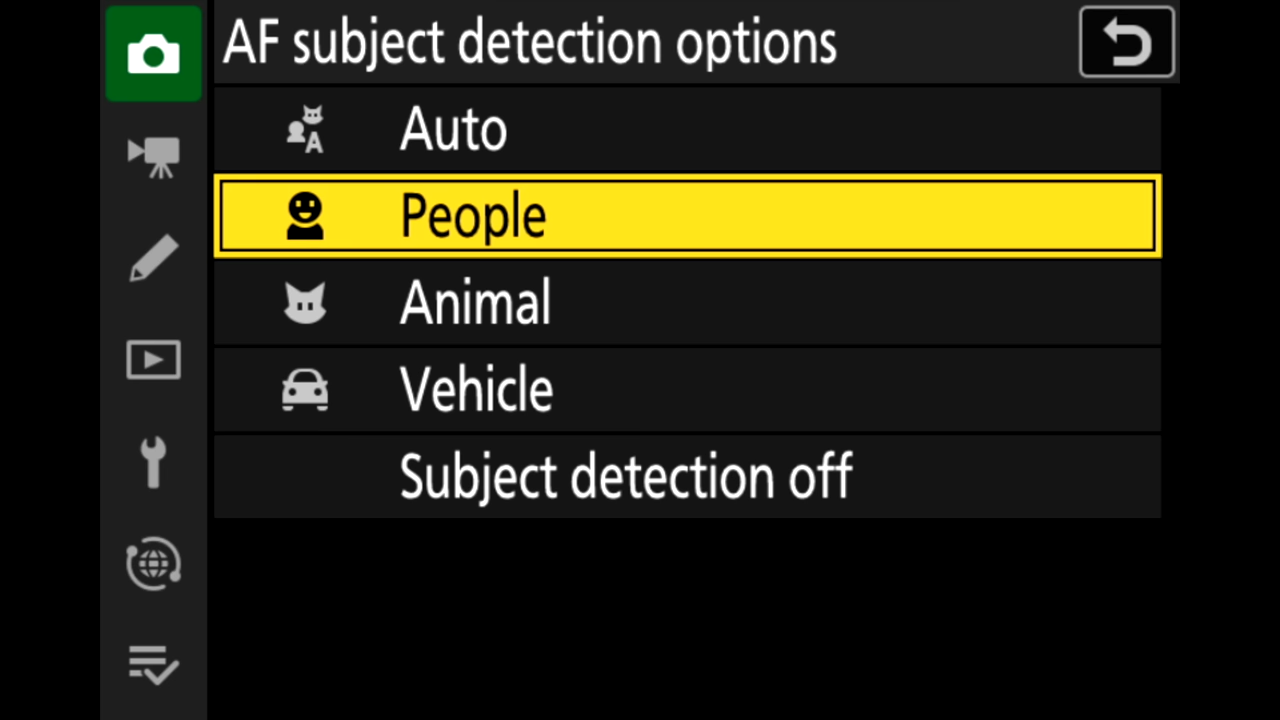 AF subject detection options
Auto
People
Animal
Vehicle
Subject detection off